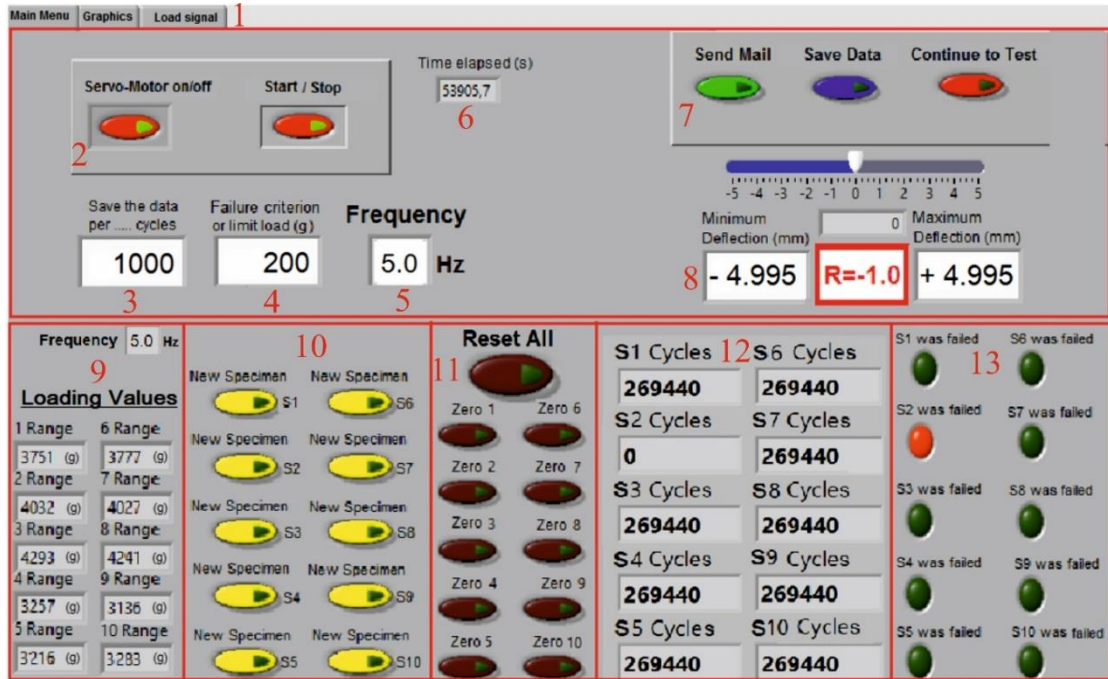 Main Menu Graphics Load signal 1
Servo-Motor on/off Start / Stop
2
Time elapsed (s)
53905,7
6
Send Mail Save Data Continue to Test
7
-5 -4 -3 -2 -1 0 1 2 3 4 5
Save the data
per ..... cycles
1000
3
Failure criterion
or limit load (g)
200
4
Frequency
5.0 Hz
5
Minimum
Deflection (mm)
0
Maximum
Deflection (mm)
8 - 4.995 R=-1.0 + 4.995
Frequency 5.0 Hz
9
Loading Values
1 Range 6 Range
3751 (g) 3777 (g)
2 Range 7 Range
4032 (g) 4027 (g)
3 Range 8 Range
4293 (g) 4241 (g)
4 Range 9 Range
3257 (g) 3136 (g)
5 Range 10 Range
3216 (g) 3283 (g)
10
New Specimen New Specimen
S1 S6
New Specimen New Specimen
S2 S7
New Specimen New Specimen
S3 S8
New Specimen New Specimen
S4 S9
New Specimen New Specimen
S5 S10
Reset All
11
Zero 1 Zero 6
Zero 2 Zero 7
Zero 3 Zero 8
Zero 4 Zero 9
Zero 5 Zero 10
S1 Cycles 12 S6 Cycles
269440 269440
S2 Cycles S7 Cycles
0 269440
S3 Cycles S8 Cycles
269440 269440
S4 Cycles S9 Cycles
269440 269440
S5 Cycles S10 Cycles
269440 269440
S1 was failed S6 was failed
13
S2 was failed S7 was failed
S3 was failed S8 was failed
S4 was failed S9 was failed
S5 was failed S10 was failed